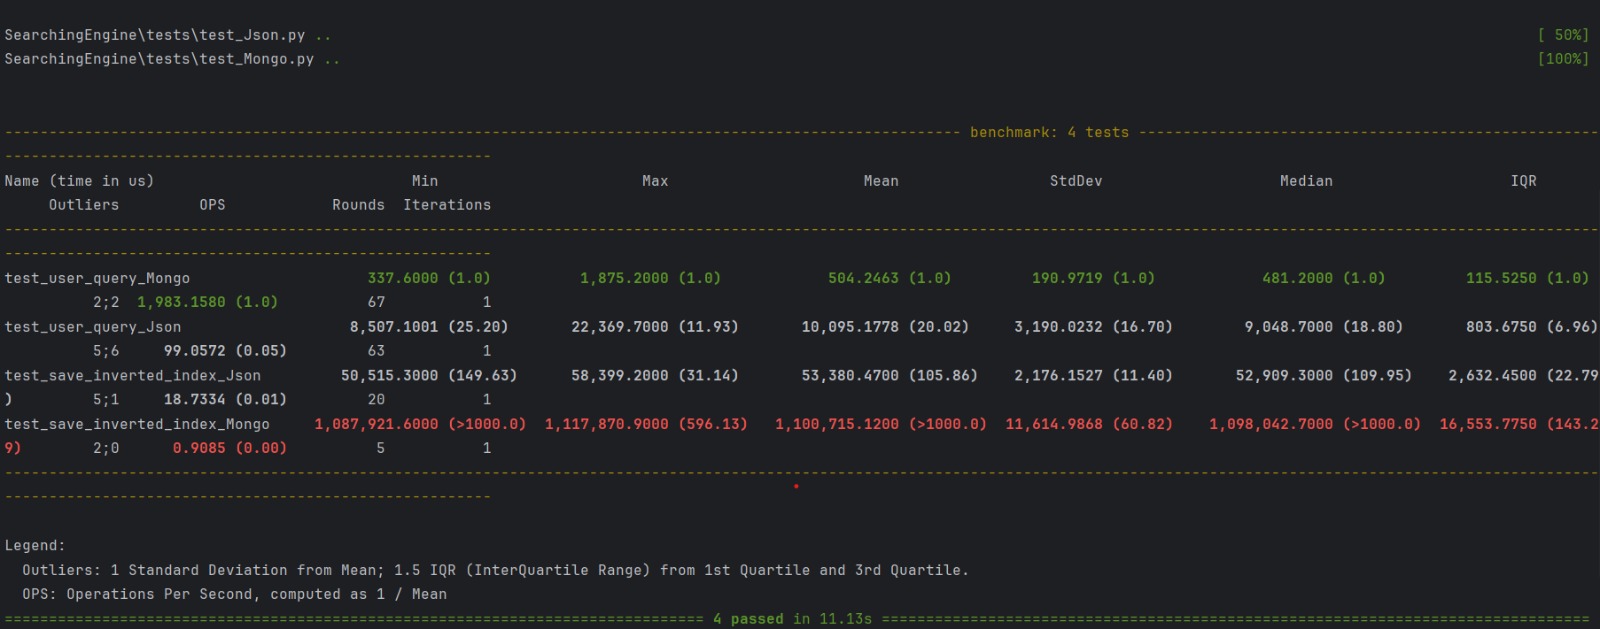 SearchingEngine\tests\test_Json.py .. [ 50%]
SearchingEngine\tests\test_Mongo.py .. [100%]
------------------------------------------------------------------------------------------------------------- benchmark: 4 tests ----------------------------------------------------
-------------------------------------------------------
Name (time in us) Min Max Mean StdDev Median IQR
Outliers OPS Rounds Iterations
-------------------------------------------------------------------------------------------------------------------------------------------------------------------------------------
-------------------------------------------------------
test_user_query_Mongo 337.6000 (1.0) 1,875.2000 (1.0) 504.2463 (1.0) 190.9719 (1.0) 481.2000 (1.0) 115.5250 (1.0)
2;2 1,983.1580 (1.0) 67 1
test_user_query_Json 8,507.1001 (25.20) 22,369.7000 (11.93) 10,095.1778 (20.02) 3,190.0232 (16.70) 9,048.7000 (18.80) 803.6750 (6.96)
5;6 99.0572 (0.05) 63 1
test_save_inverted_index_Json 50,515.3000 (149.63) 58,399.2000 (31.14) 53,380.4700 (105.86) 2,176.1527 (11.40) 52,909.3000 (109.95) 2,632.4500 (22.79
) 5;1 18.7334 (0.01) 20 1
test_save_inverted_index_Mongo 1,087,921.6000 (>1000.0) 1,117,870.9000 (596.13) 1,100,715.1200 (>1000.0) 11,614.9868 (60.82) 1,098,042.7000 (>1000.0) 16,553.7750 (143.2
9) 2;0 0.9085 (0.00) 5 1
-------------------------------------------------------------------------------------------------------------------------------------------------------------------------------------
-------------------------------------------------------
Legend:
Outliers: 1 Standard Deviation from Mean; 1.5 IQR (InterQuartile Range) from 1st Quartile and 3rd Quartile.
OPS: Operations Per Second, computed as 1 / Mean
=============================================================================== 4 passed in 11.13s ================================================================================